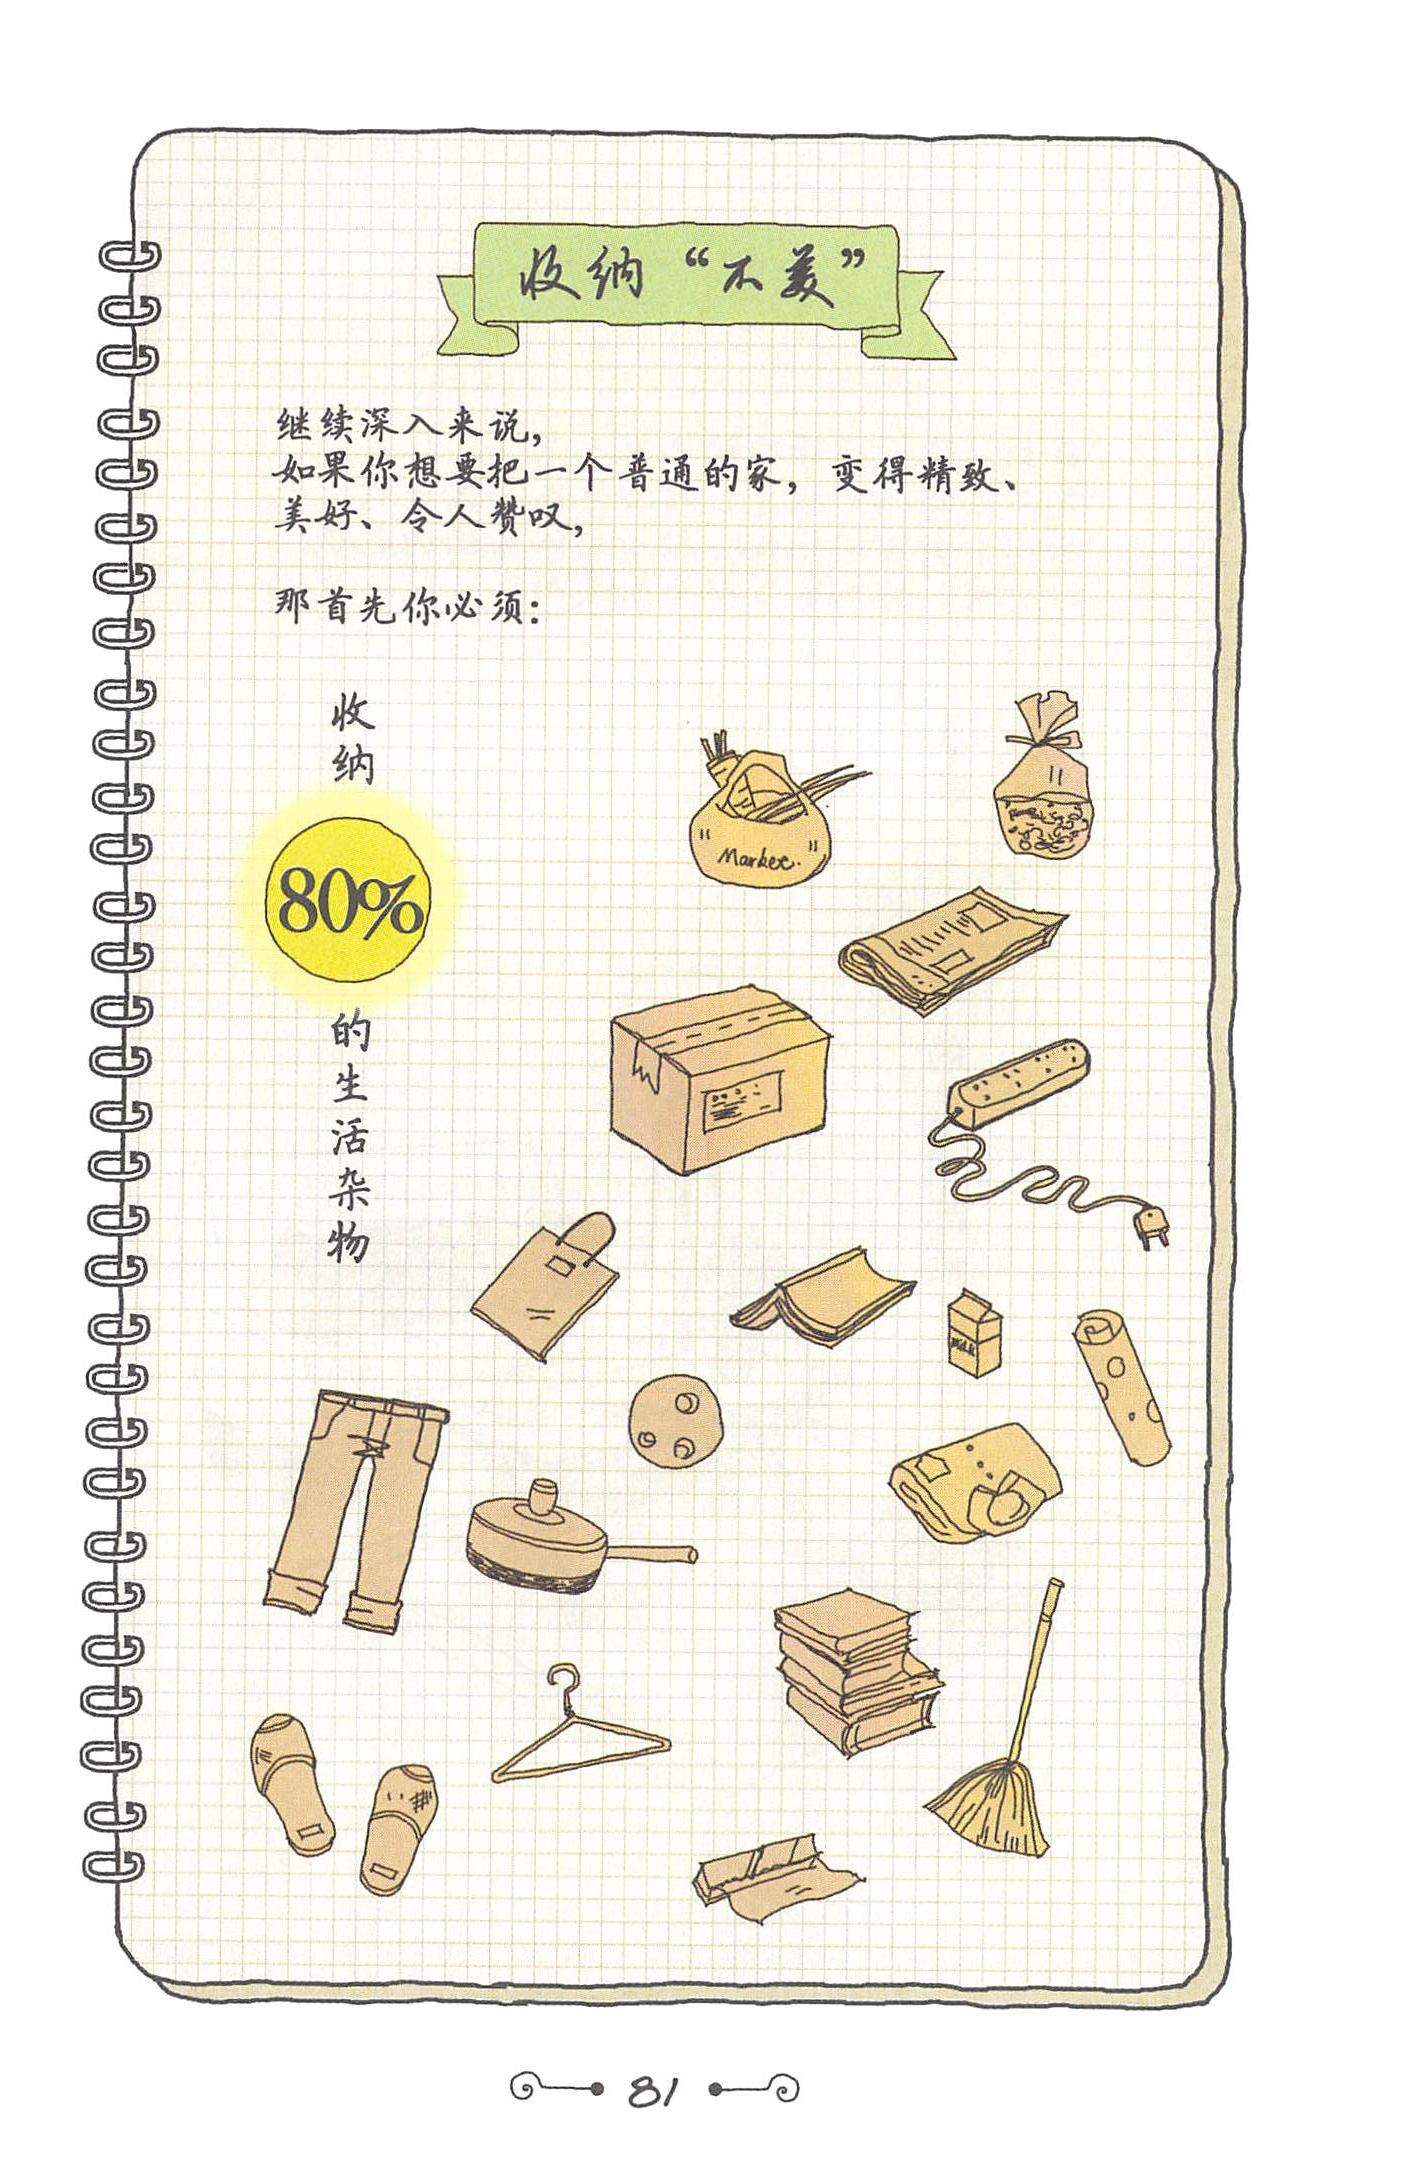 收纳“不美”
继续深入来说，
如果你想要把一个普通的家，变得精致、
美好、令人赞叹，
那首先你必须：
收纳
80%
的生活杂物
Market.
MILK
81